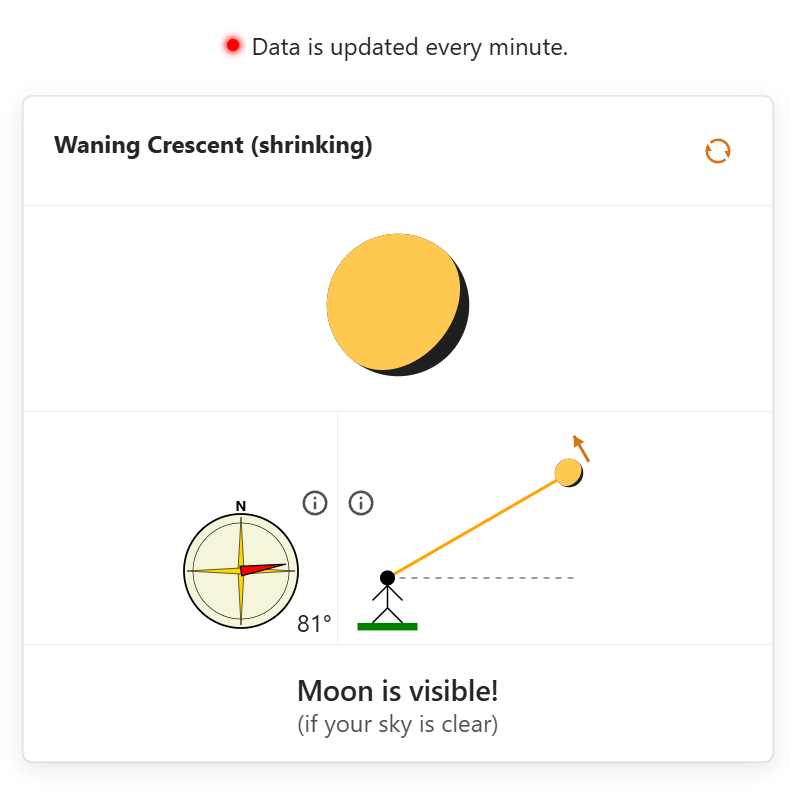 Data is updated every minute.
Waning Crescent (shrinking)
N
81°
Moon is visible!
(if your sky is clear)